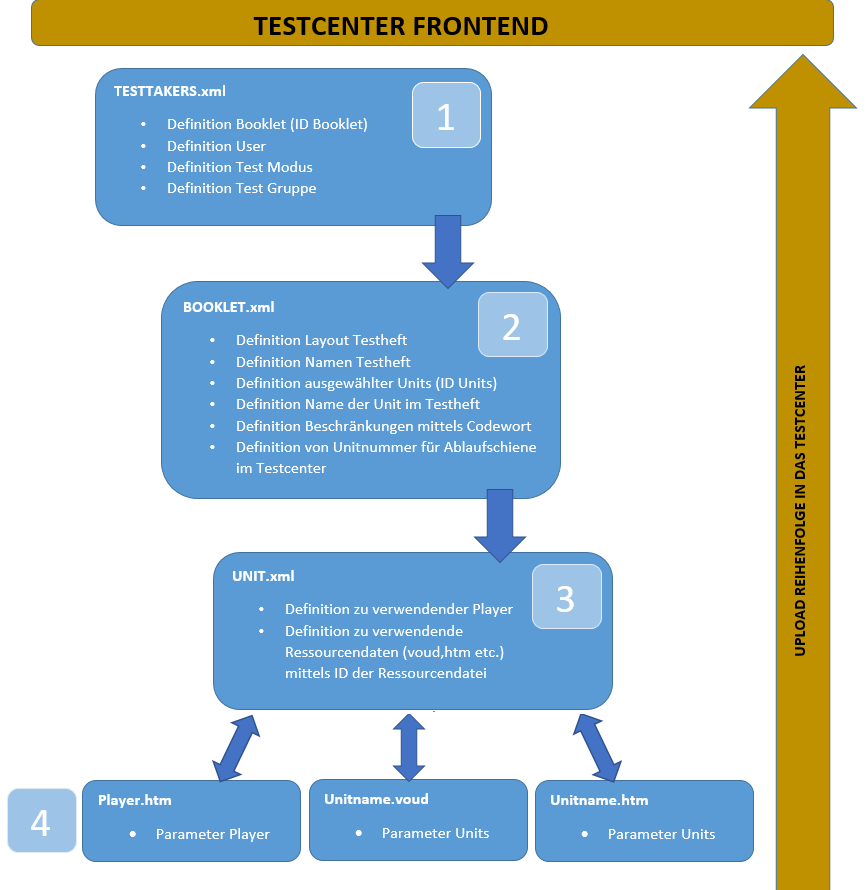 TESTCENTER FRONTEND
TESTTAKERS.xml
1
• Definition Booklet (ID Booklet)
• Definition User
• Definition Test Modus
• Definition Test Gruppe
BOOKLET.xml
2
• Definition Layout Testheft
• Definition Namen Testheft
• Definition ausgewählter Units (ID Units)
• Definition Name der Unit im Testheft
• Definition Beschränkungen mittels Codewort
• Definition von Unitnummer für Ablaufschiene
im Testcenter
UNIT.xml
3
• Definition zu verwendender Player
• Definition zu verwendende
Ressourcendaten (voud,htm etc.)
mittels ID der Ressourcendatei
4
Player.htm
• Parameter Player
Unitname.voud
• Parameter Units
Unitname.htm
• Parameter Units
UPLOAD REIHENFOLGE IN DAS TESTCENTER